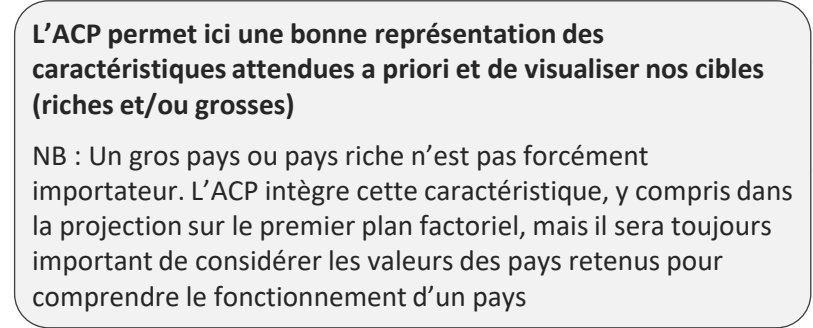 L’ACP permet ici une bonne représentation des
caractéristiques attendues a priori et de visualiser nos cibles
(riches et/ou grosses)
NB : Un gros pays ou pays riche n’est pas forcément
importateur. L’ACP intègre cette caractéristique, y compris dans
la projection sur le premier plan factoriel, mais il sera toujours
important de considérer les valeurs des pays retenus pour
comprendre le fonctionnement d’un pays